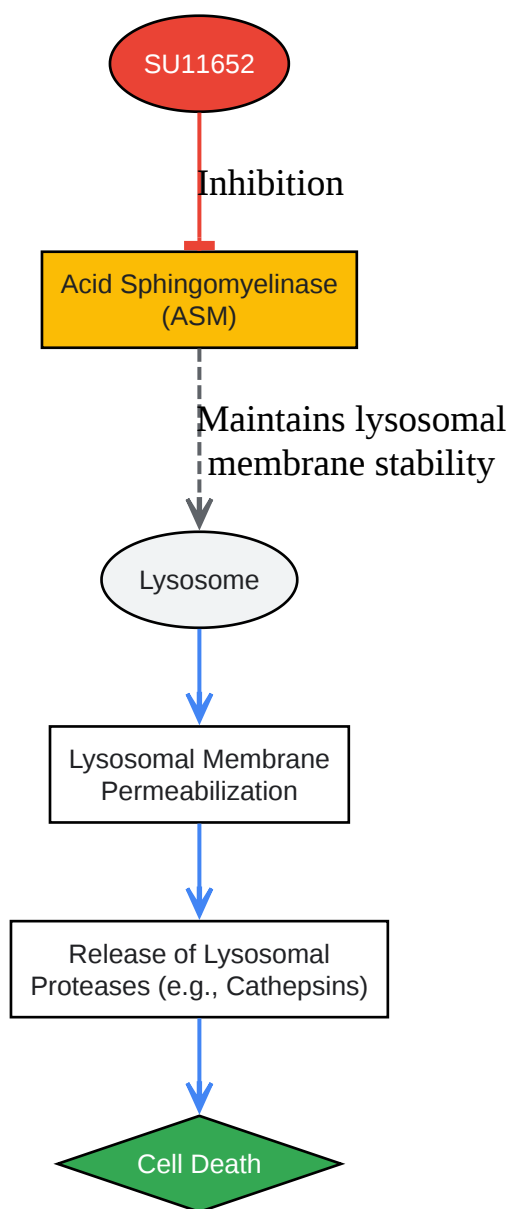 SU11652
Inhibition
Acid Sphingomyelinase
(ASM)
Maintains lysosomal
membrane stability
Lysosome
Lysosomal Membrane
Permeabilization
Release of Lysosomal
Proteases (e.g., Cathepsins)
Cell Death